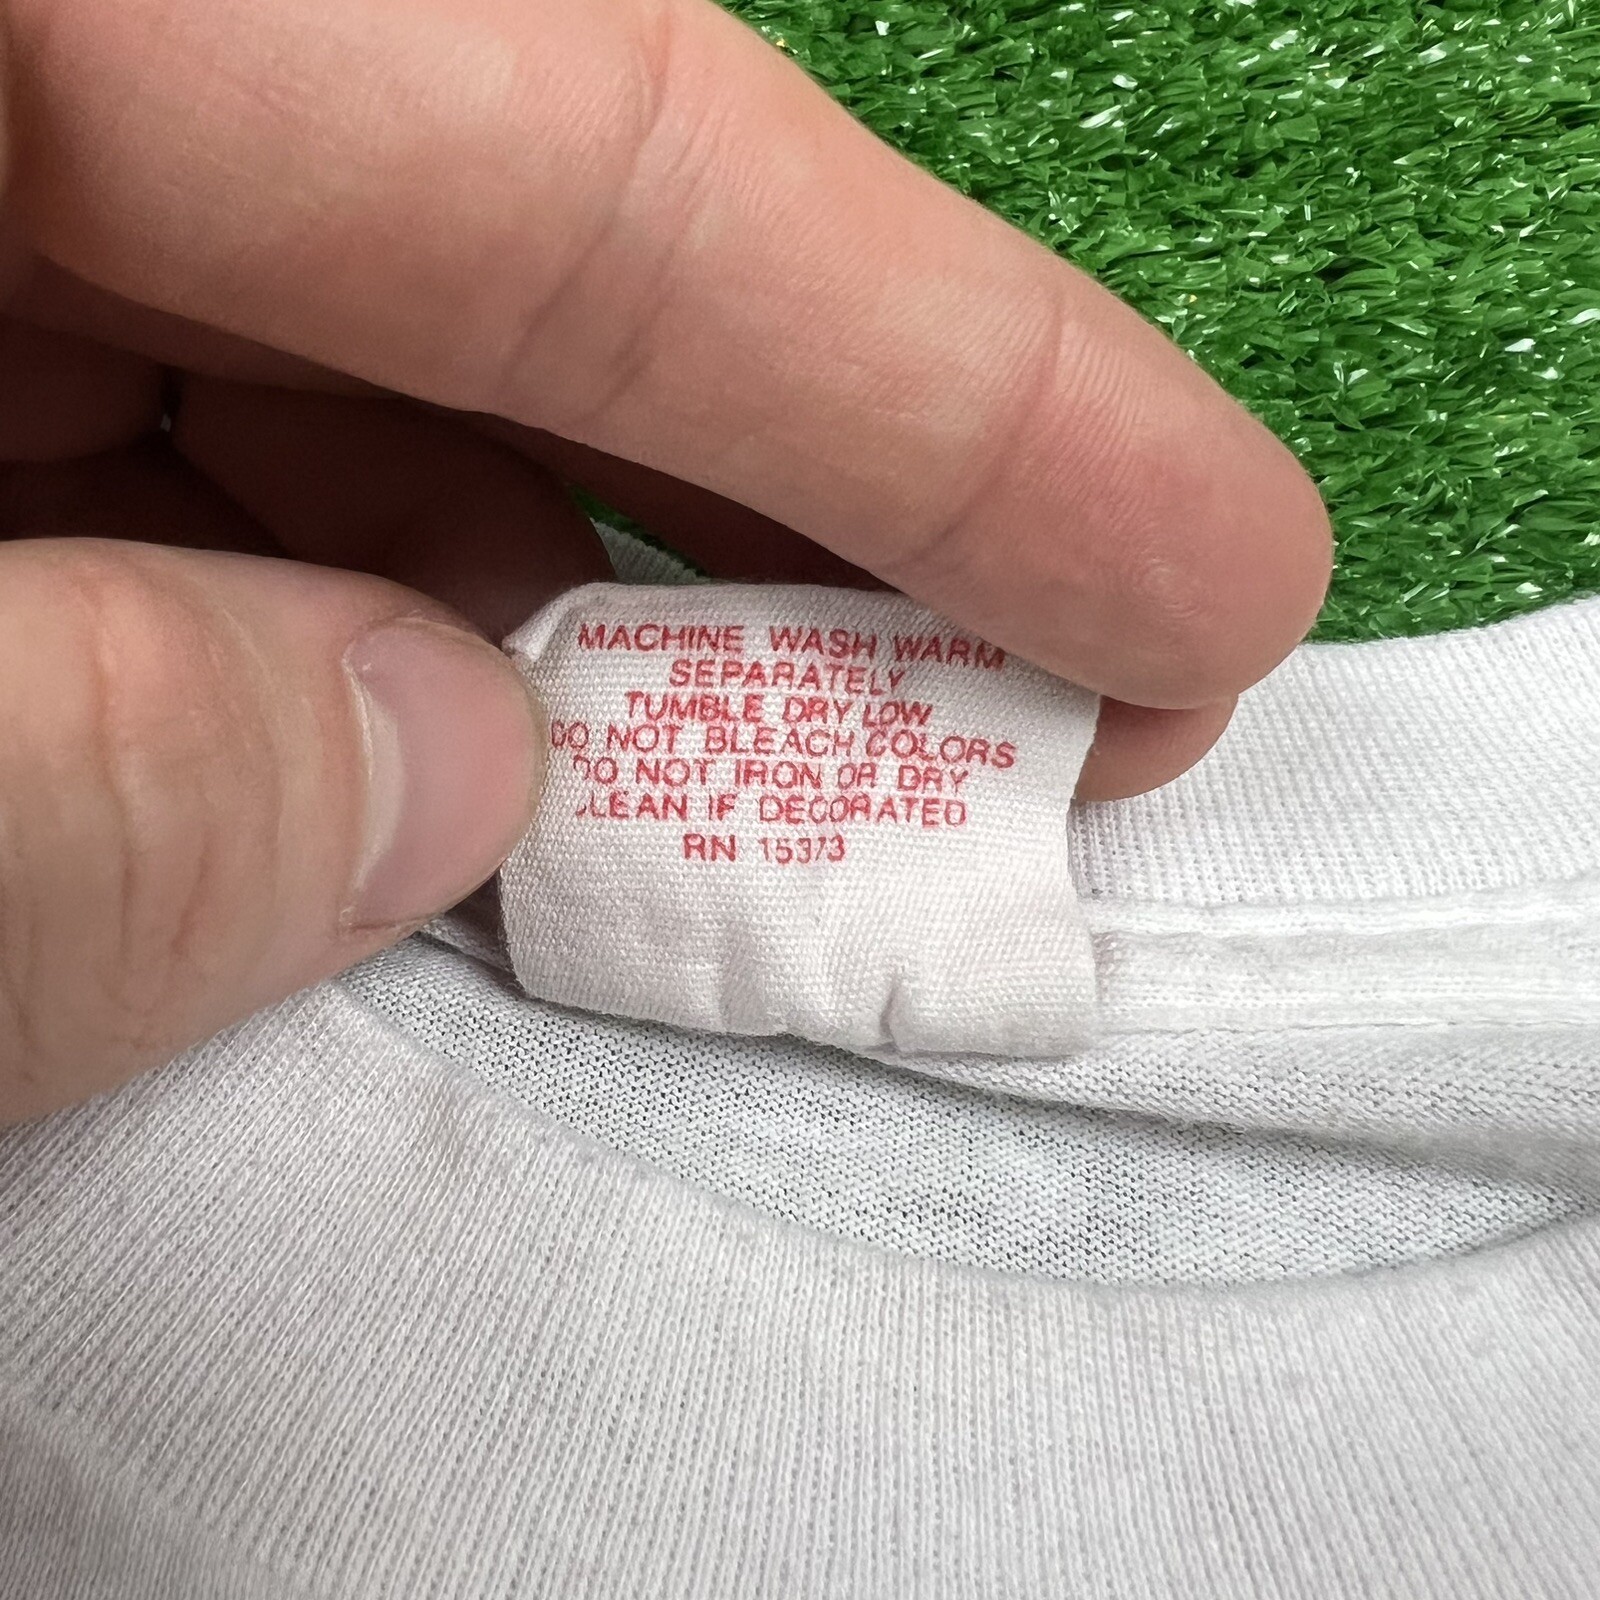 MACHINE WASH WARM
SEPARATELY
TUMBLE DRY LOW
DO NOT BLEACH COLORS
DO NOT IRON OR DRY
CLEAN IF DECORATED
RN 15373